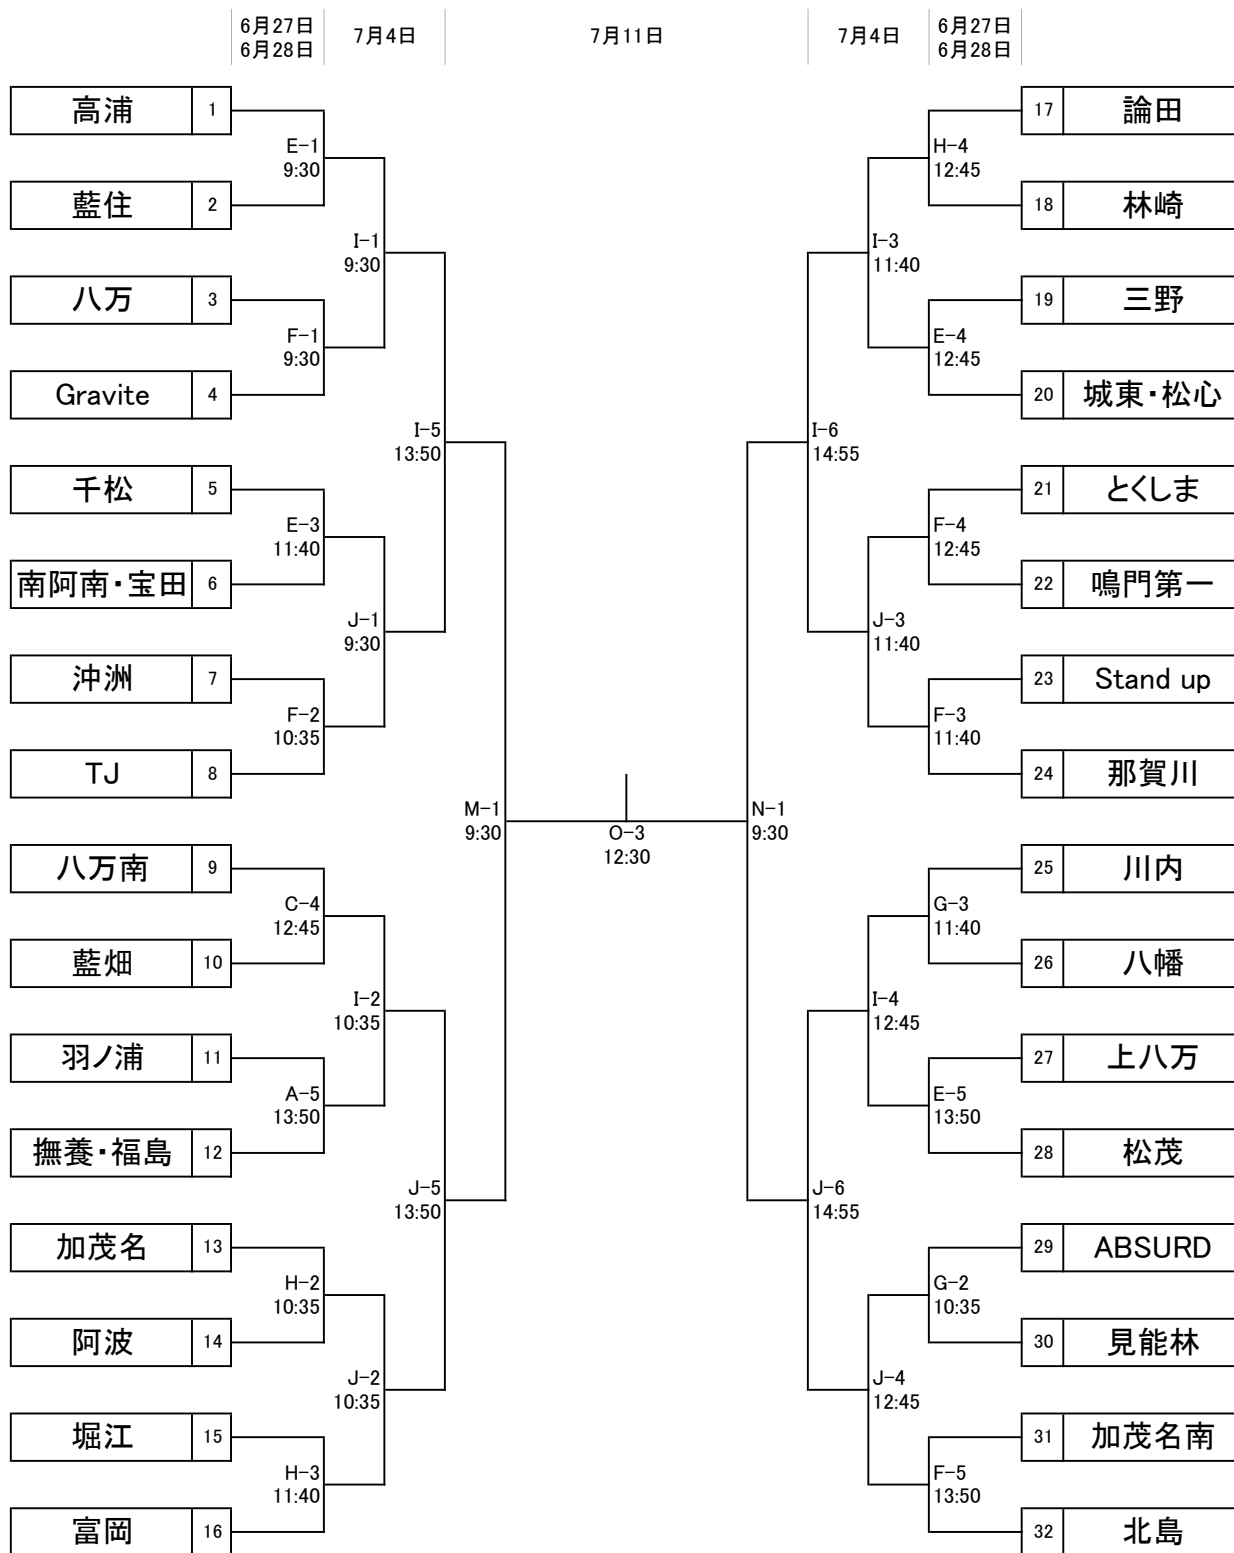 6月27日
6月28日
7月4日
7月11日
7月4日
6月27日
6月28日
高浦 1
E-1
9:30
藍住 2
I-1
9:30
八万 3
F-1
9:30
Gravite 4
I-5
13:50
千松 5
E-3
11:40
南阿南・宝田 6
J-1
9:30
沖洲 7
F-2
10:35
TJ 8
M-1
9:30
八万南 9
C-4
12:45
藍畑 10
I-2
10:35
羽ノ浦 11
A-5
13:50
撫養・福島 12
J-5
13:50
加茂名 13
H-2
10:35
阿波 14
J-2
10:35
堀江 15
H-3
11:40
富岡 16
O-3
12:30
17 論田
H-4
12:45
18 林崎
I-3
11:40
19 三野
E-4
12:45
20 城東・松心
I-6
14:55
21 とくしま
F-4
12:45
22 鳴門第一
J-3
11:40
23 Stand up
F-3
11:40
24 那賀川
N-1
9:30
25 川内
G-3
11:40
26 八幡
I-4
12:45
27 上八万
E-5
13:50
28 松茂
J-6
14:55
29 ABSURD
G-2
10:35
30 見能林
J-4
12:45
31 加茂名南
F-5
13:50
32 北島